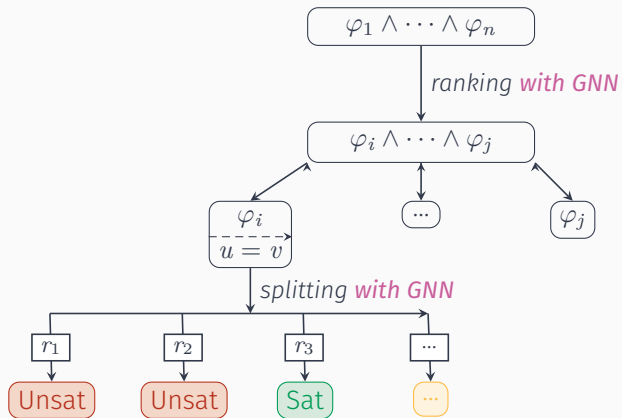 φ₁ ∧ ··· ∧ φₙ
ranking with GNN
φᵢ ∧ ··· ∧ φⱼ
φᵢ ... φⱼ
u = v
splitting with GNN
r₁ r₂ r₃ ...
Unsat Unsat Sat ...